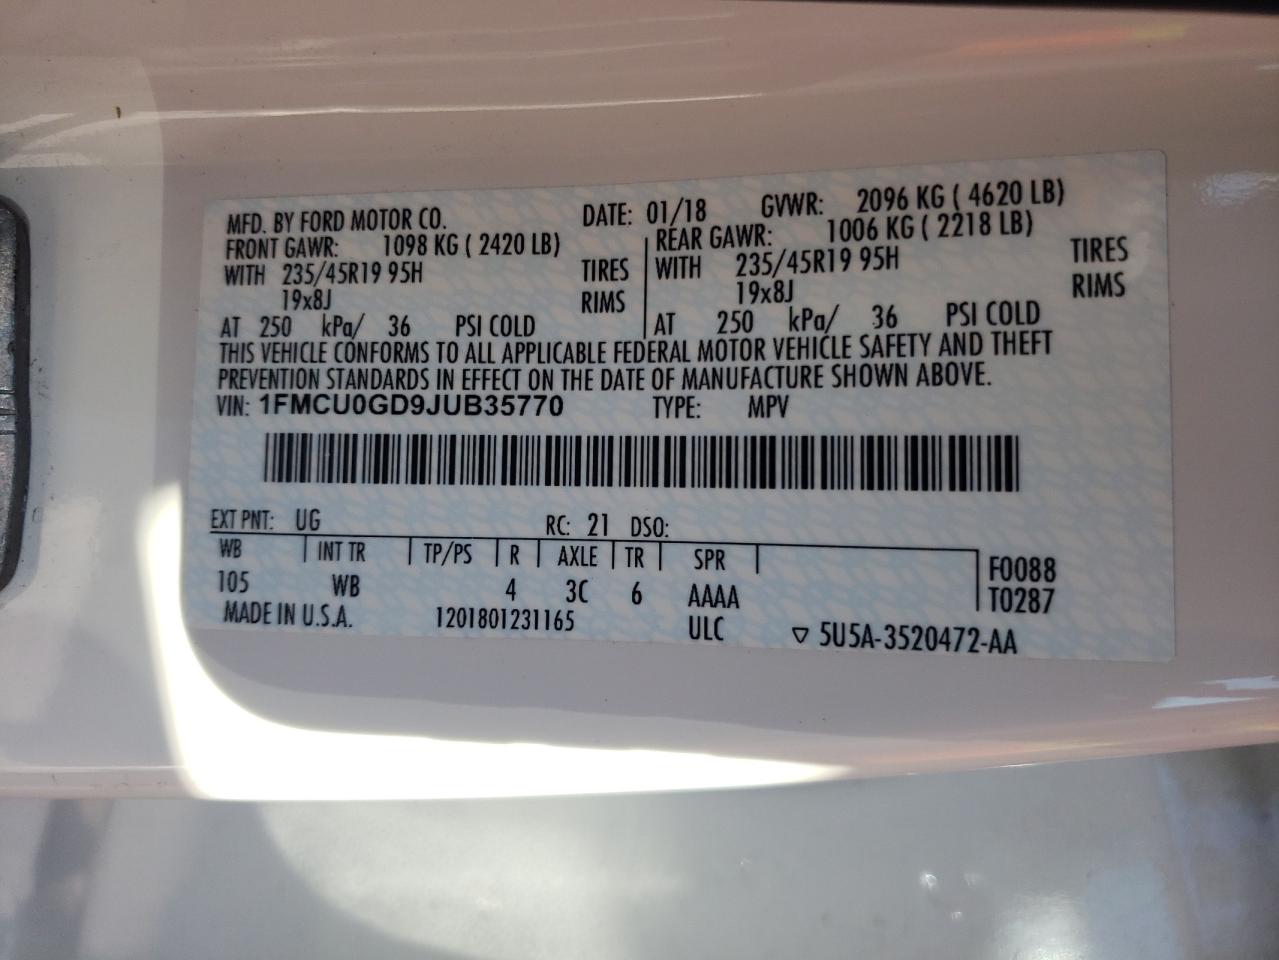 MFD. BY FORD MOTOR CO. DATE: 01/18 GVWR: 2096 KG ( 4620 LB)
FRONT GAWR: 1098 KG ( 2420 LB) REAR GAWR: 1006 KG ( 2218 LB)
WITH 235/45R19 95H TIRES WITH 235/45R19 95H TIRES
19x8J RIMS 19x8J RIMS
AT 250 kPa/ 36 PSI COLD AT 250 kPa/ 36 PSI COLD
THIS VEHICLE CONFORMS TO ALL APPLICABLE FEDERAL MOTOR VEHICLE SAFETY AND THEFT
PREVENTION STANDARDS IN EFFECT ON THE DATE OF MANUFACTURE SHOWN ABOVE.
VIN: 1FMCU0GD9JUB35770 TYPE: MPV
EXT PNT: UG RC: 21 DSO:
WB INT TR TP/PS R AXLE TR SPR F0088
105 WB 4 3C 6 AAAA T0287
MADE IN U.S.A. 1201801231165 ULC ▽ 5U5A-3520472-AA